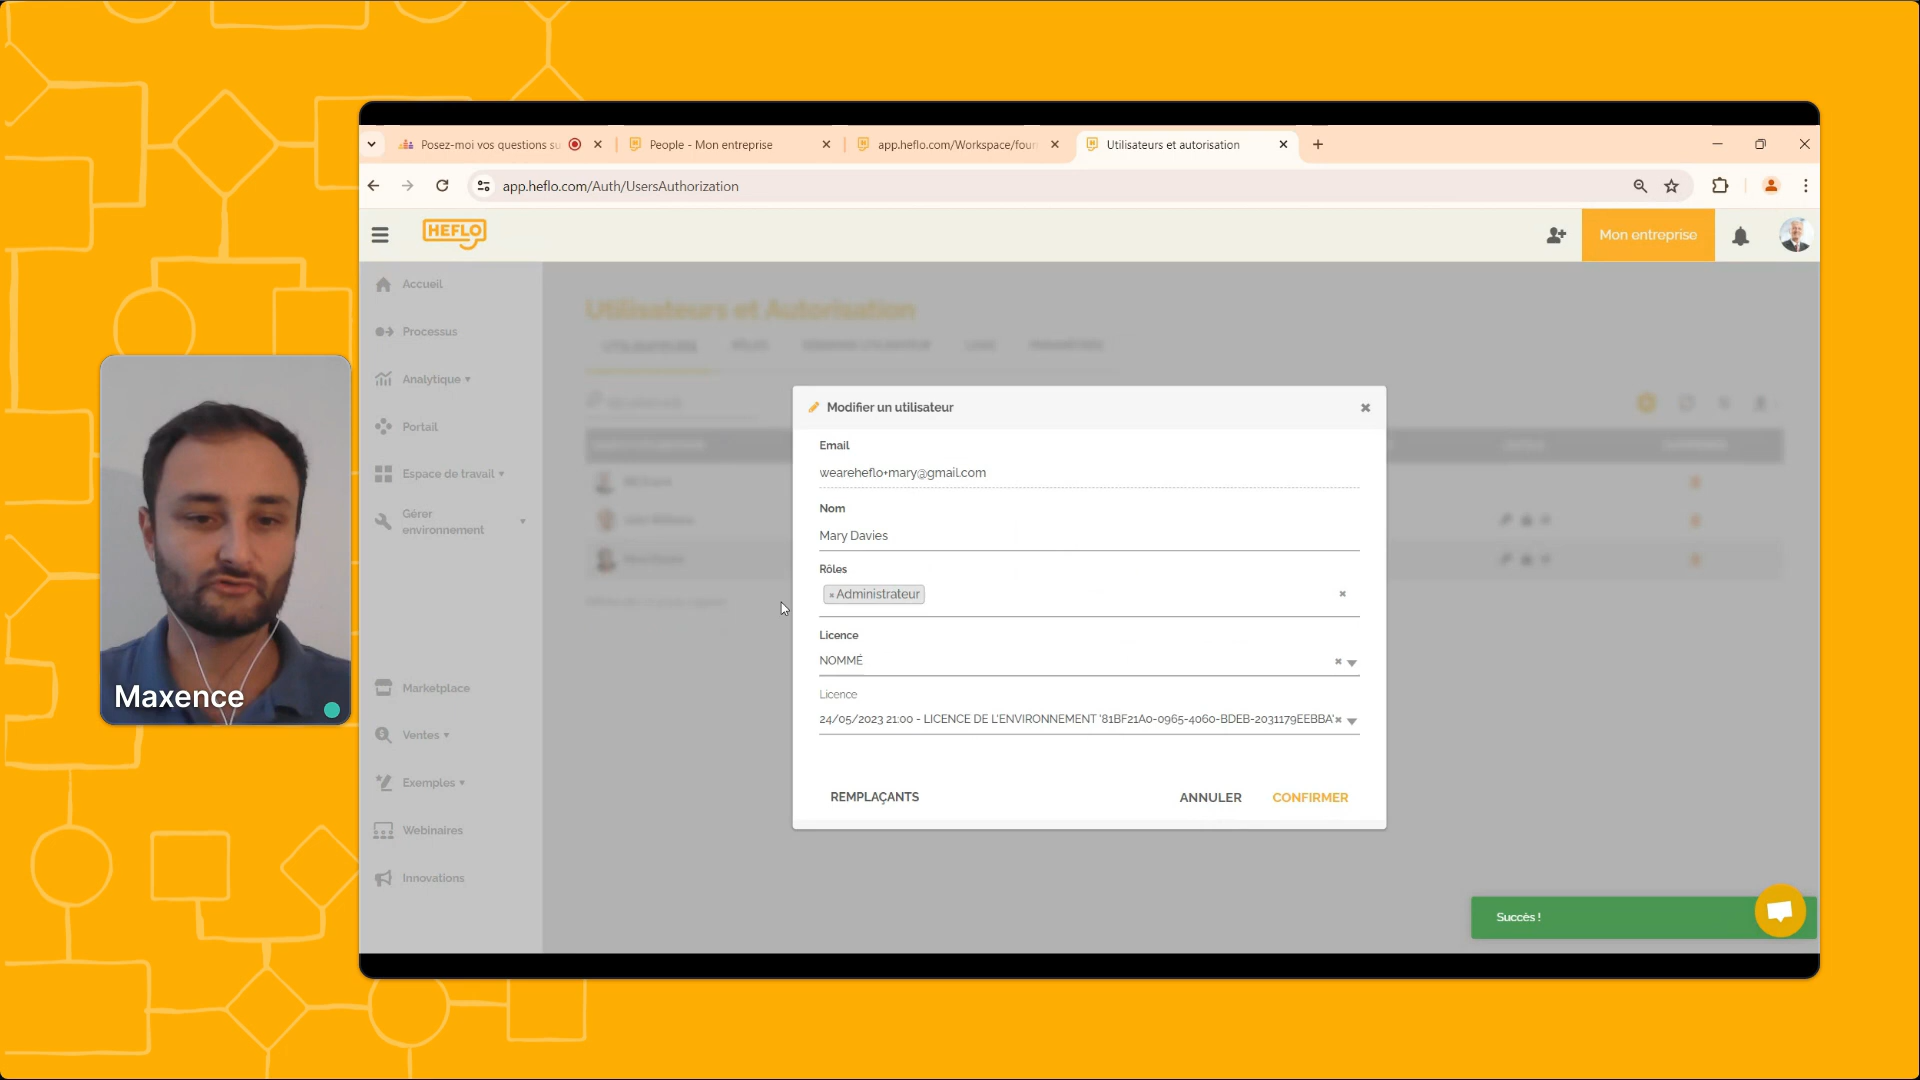 Posez-moi vos questions su
People - Mon entreprise
app.heflo.com/Workspace/four
Utilisateurs et autorisation
app.heflo.com/Auth/UsersAuthorization
HEFLO
Mon entreprise
Accueil
Processus
Analytique
Portail
Espace de travail
Gérer
environnement
Marketplace
Ventes
Exemples
Webinaires
Innovations
Utilisateurs et Autorisation
Modifier un utilisateur
Email
weareheflo+mary@gmail.com
Nom
Mary Davies
Rôles
×Administrateur
Licence
NOMMÉ
Licence
24/05/2023 21:00 - LICENCE DE L'ENVIRONNEMENT '81BF21A0-0965-4060-BDEB-2031179EEBBA'
REMPLAÇANTS
ANNULER
CONFIRMER
Succès !
Maxence